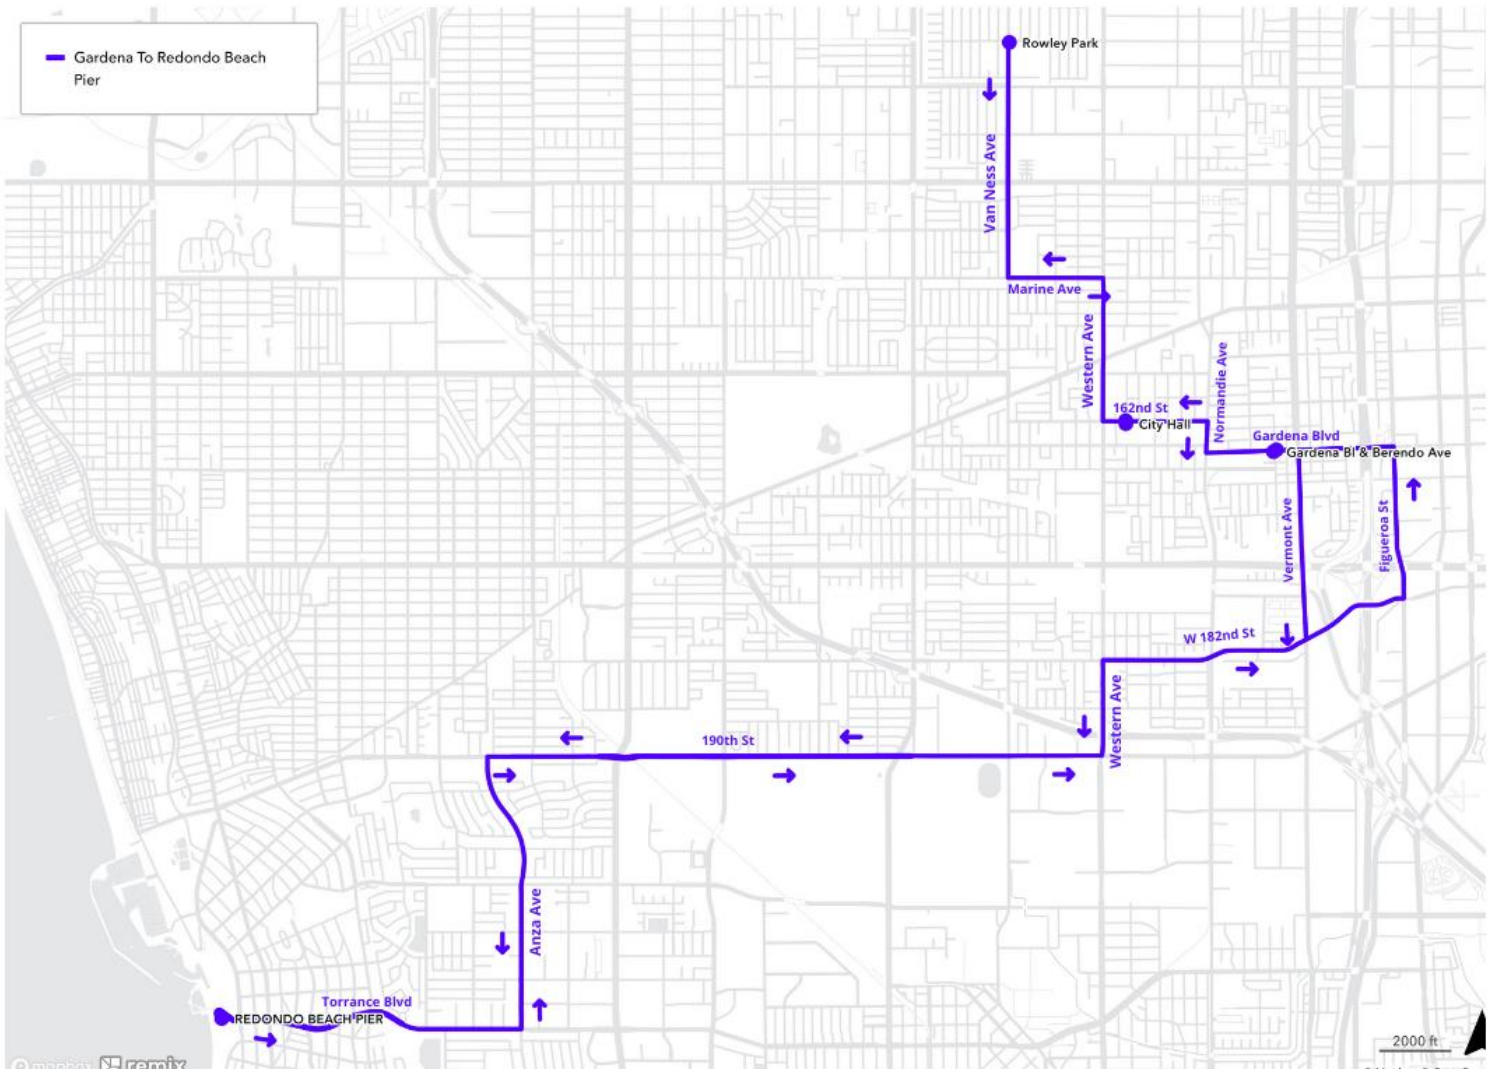 Gardena To Redondo Beach
Pier
Rowley Park
Van Ness Ave
Marine Ave
Western Ave
Normandie Ave
162nd St
City Hall
Gardena Blvd
Gardena Bl & Berendo Ave
Vermont Ave
Figueroa St
W 182nd St
Western Ave
190th St
Anza Ave
Torrance Blvd
REDONDO BEACH PIER
2000 ft
mapbox remix